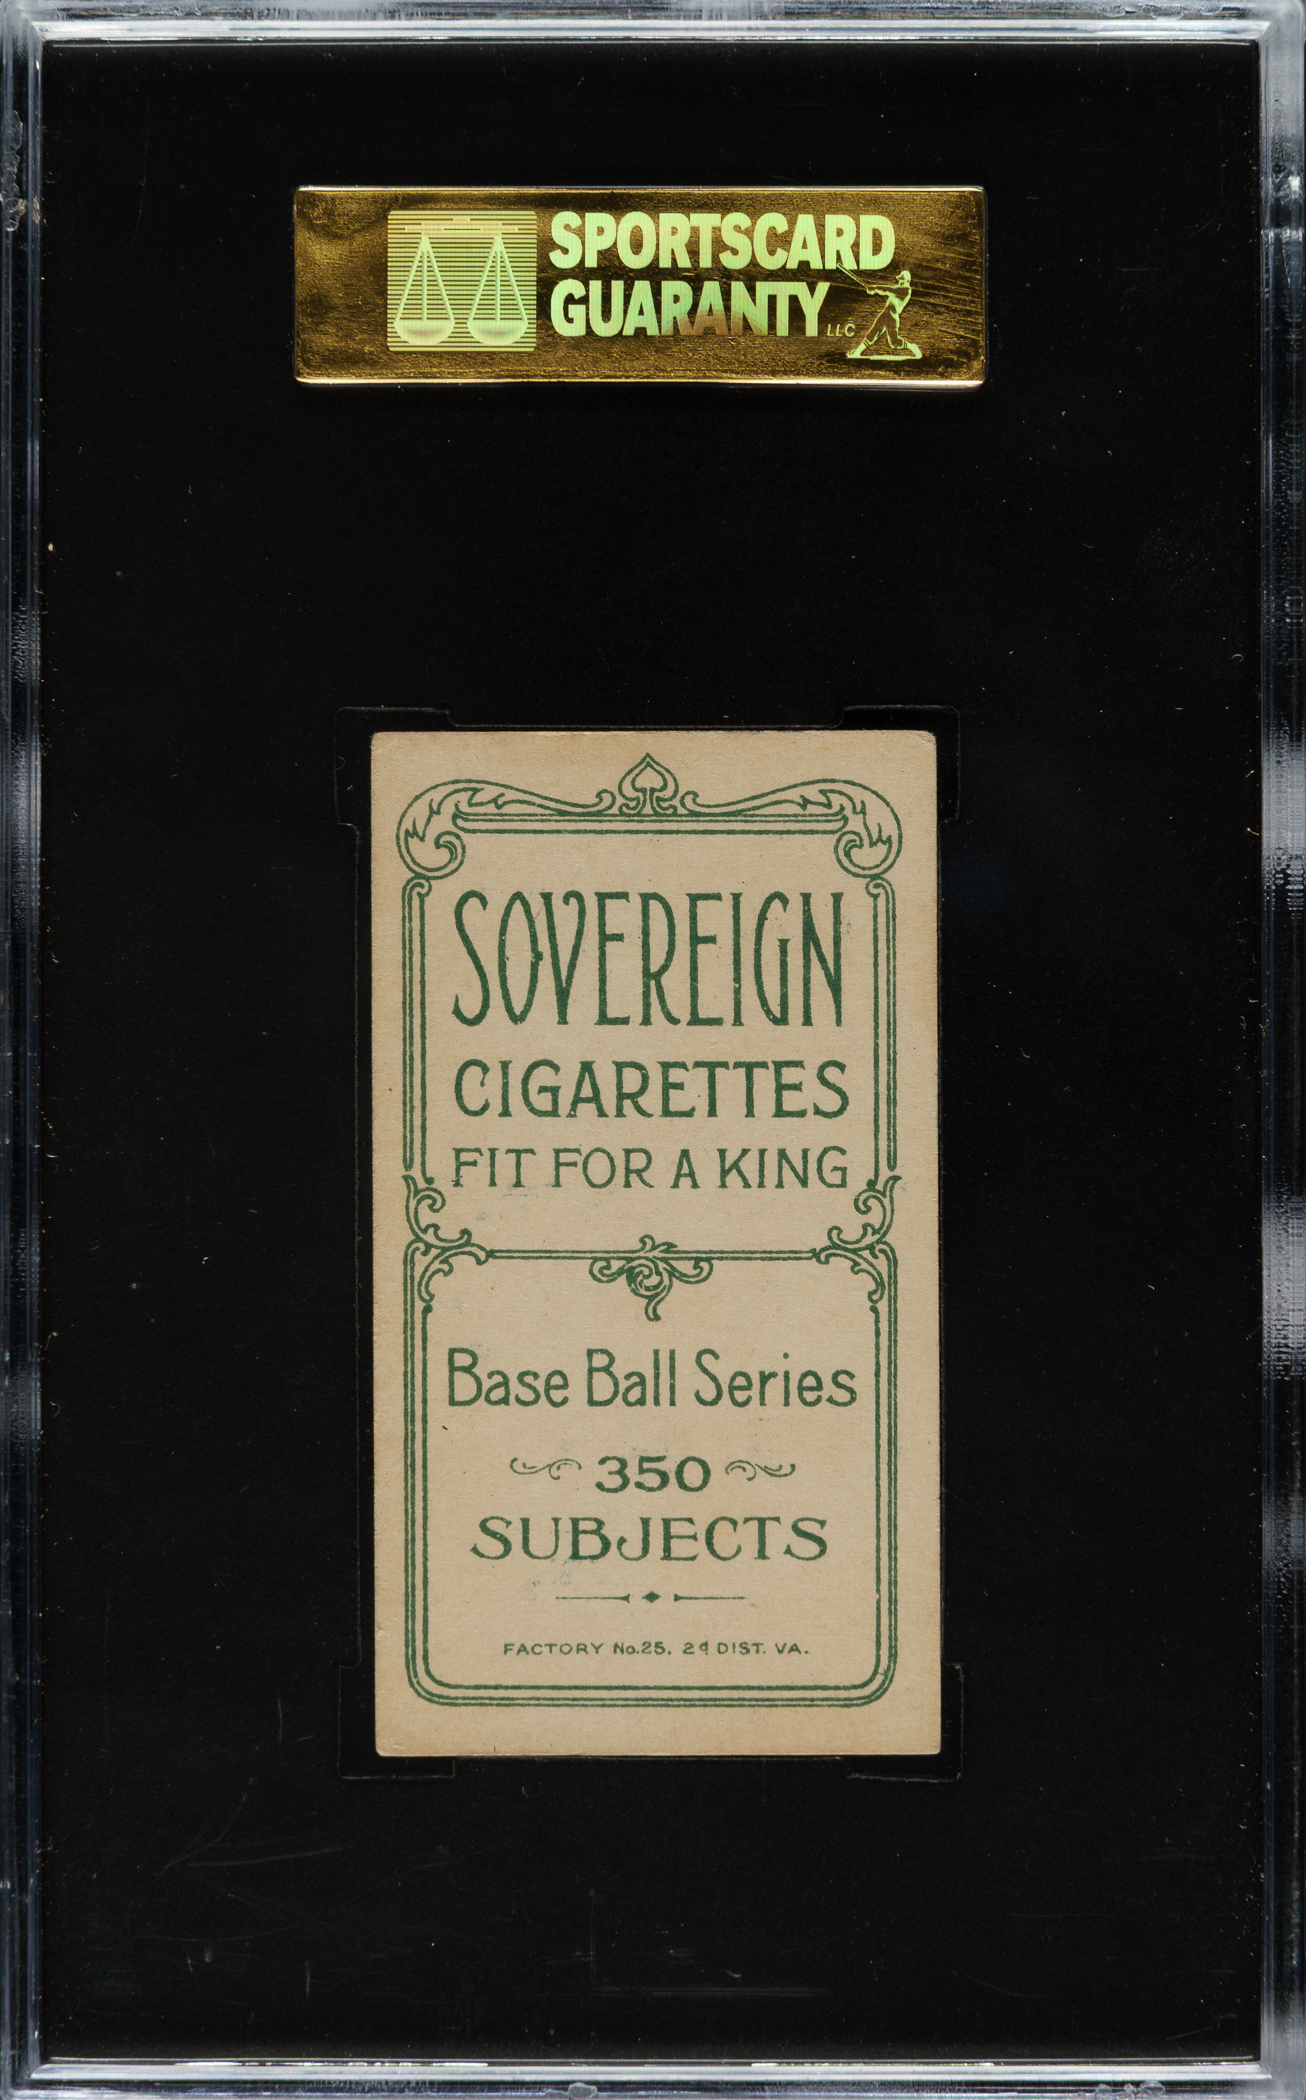 SPORTSCARD
GUARANTY LLC
SOVEREIGN
CIGARETTES
FIT FOR A KING
Base Ball Series
350
SUBJECTS
FACTORY No.25, 2d DIST. VA.